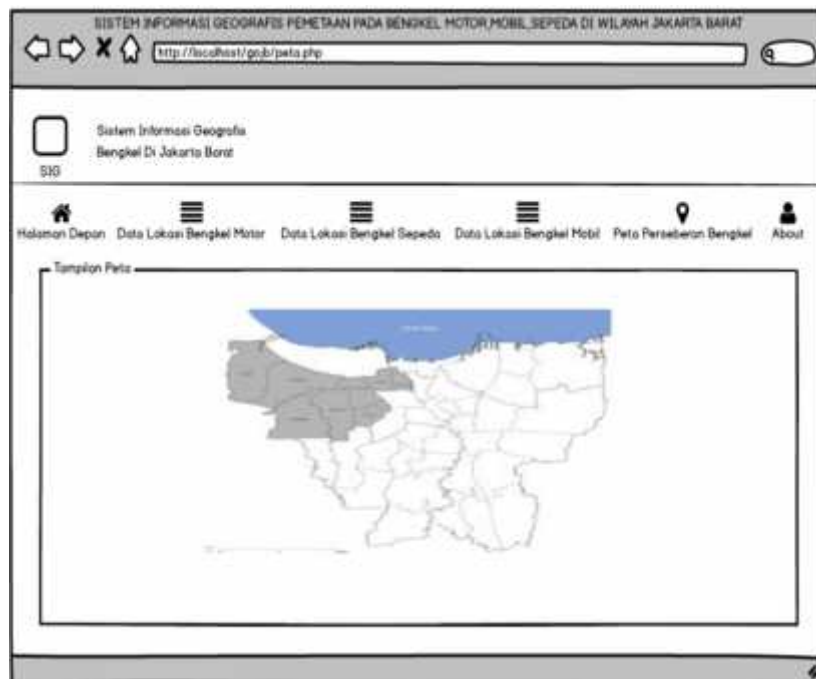 SISTEM INFORMASI GEOGRAFIS PEMETAAN PADA BENGKEL MOTOR,MOBIL,SEPEDA DI WILAYAH JAKARTA BARAT
http://localhost/gojb/peta.php
Sistem Informasi Geografis
Bengkel Di Jakarta Barat
SIG
Halaman Depan Data Lokasi Bengkel Motor Data Lokasi Bengkel Sepeda Data Lokasi Bengkel Mobil Peta Perseberan Bengkel About
Tampilan Peta